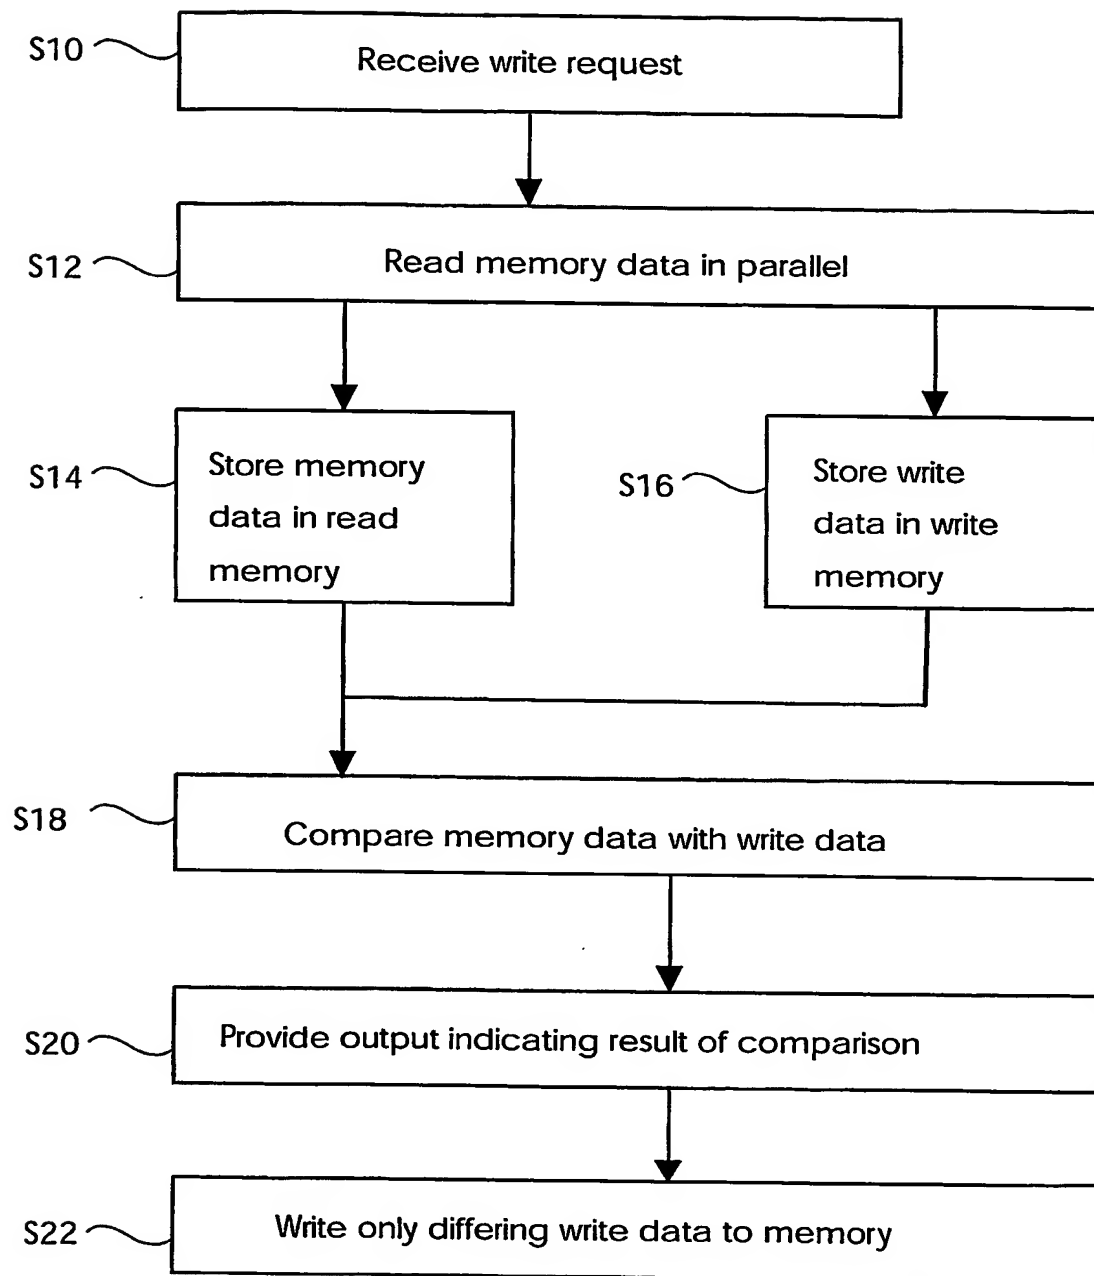 S10
Receive write request
S12
Read memory data in parallel
S14
Store memory
data in read
memory
S16
Store write
data in write
memory
S18
Compare memory data with write data
S20
Provide output indicating result of comparison
S22
Write only differing write data to memory